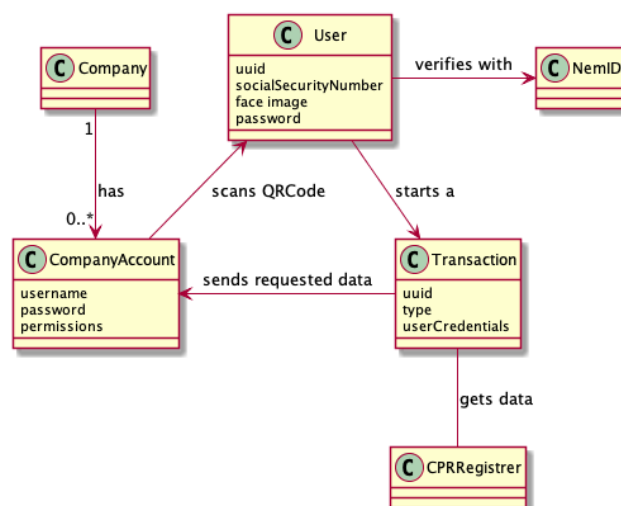 C User
uuid
socialSecurityNumber
face image
password
C Company
verifies with
C NemID
1
has
0..*
scans QRCode
starts a
C CompanyAccount
username
password
permissions
sends requested data
C Transaction
uuid
type
userCredentials
gets data
C CPRRegistrer